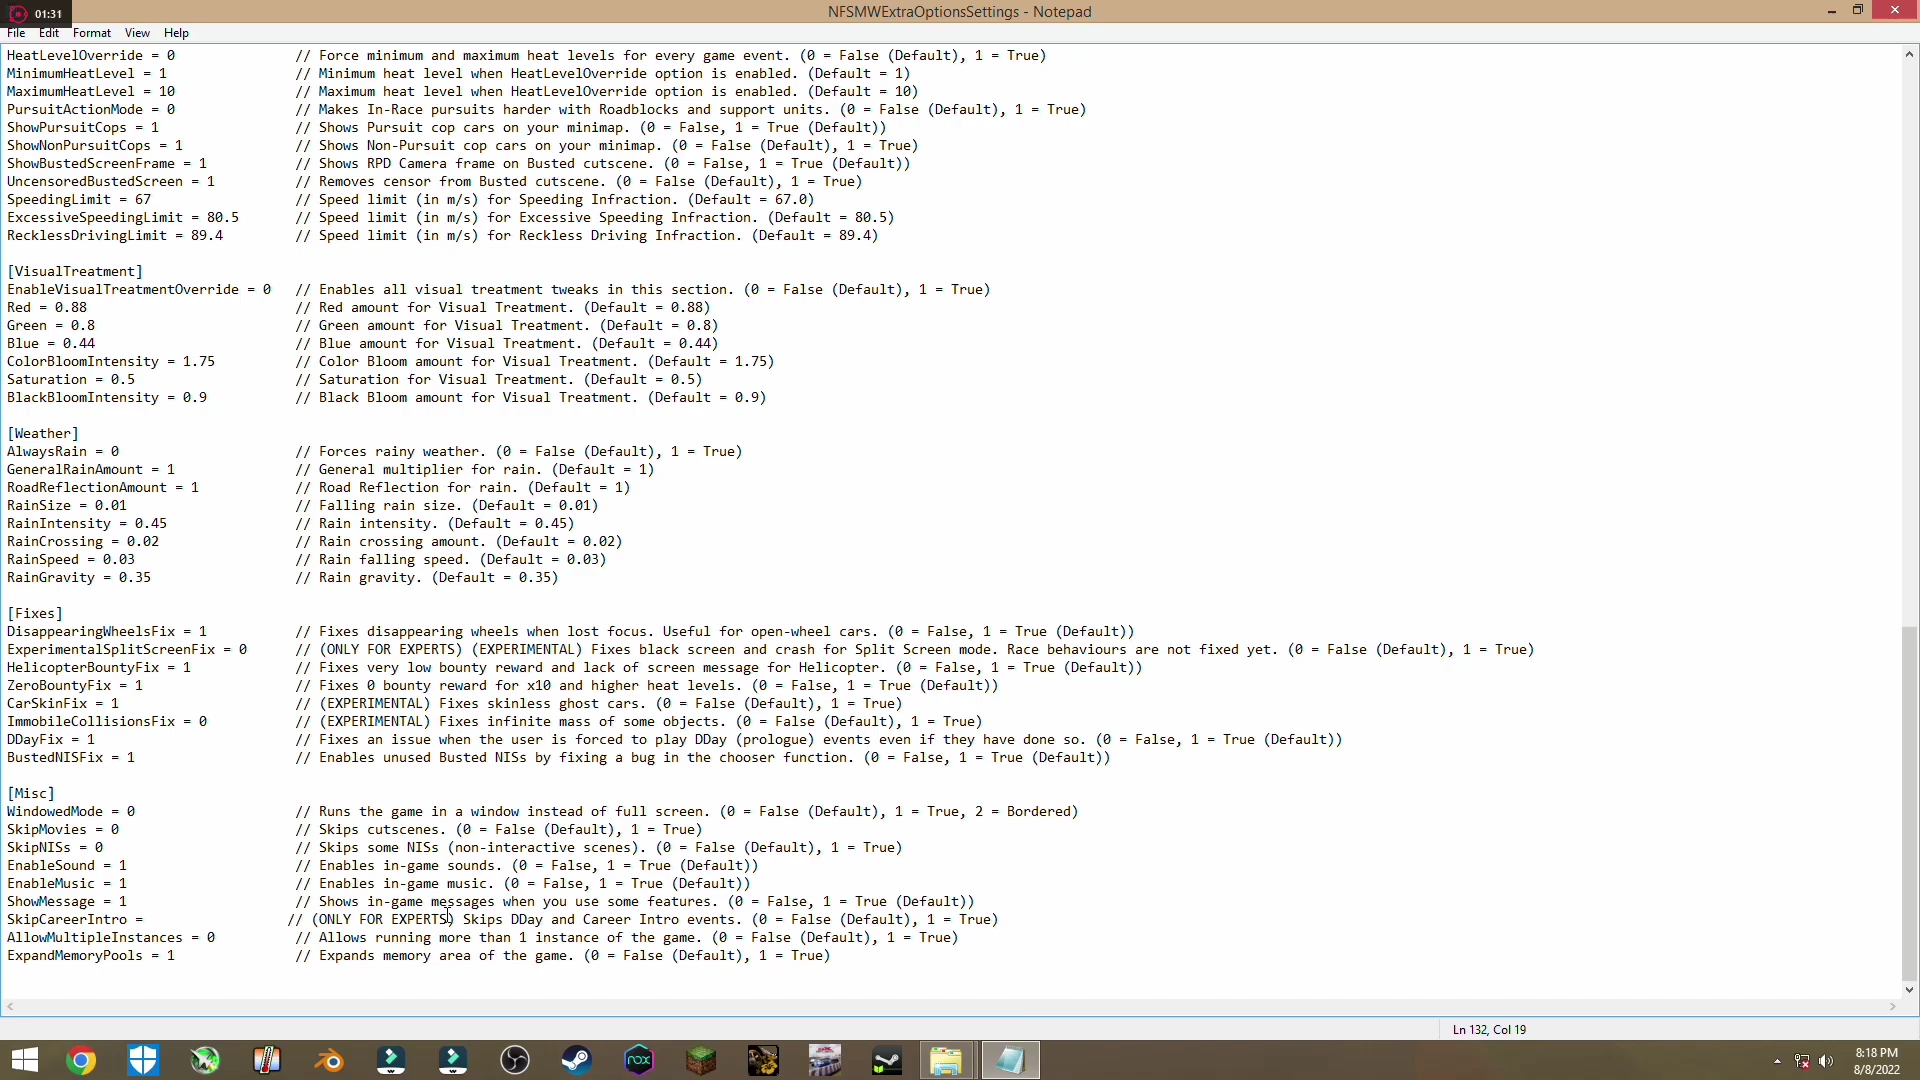 01:31
NFSMWExtraOptionsSettings - Notepad
File Edit Format View Help
HeatLevelOverride = 0 // Force minimum and maximum heat levels for every game event. (0 = False (Default), 1 = True)
MinimumHeatLevel = 1 // Minimum heat level when HeatLevelOverride option is enabled. (Default = 1)
MaximumHeatLevel = 10 // Maximum heat level when HeatLevelOverride option is enabled. (Default = 10)
PursuitActionMode = 0 // Makes In-Race pursuits harder with Roadblocks and support units. (0 = False (Default), 1 = True)
ShowPursuitCops = 1 // Shows Pursuit cop cars on your minimap. (0 = False, 1 = True (Default))
ShowNonPursuitCops = 1 // Shows Non-Pursuit cop cars on your minimap. (0 = False (Default), 1 = True)
ShowBustedScreenFrame = 1 // Shows RPD Camera frame on Busted cutscene. (0 = False, 1 = True (Default))
UncensoredBustedScreen = 1 // Removes censor from Busted cutscene. (0 = False (Default), 1 = True)
SpeedingLimit = 67 // Speed limit (in m/s) for Speeding Infraction. (Default = 67.0)
ExcessiveSpeedingLimit = 80.5 // Speed limit (in m/s) for Excessive Speeding Infraction. (Default = 80.5)
RecklessDrivingLimit = 89.4 // Speed limit (in m/s) for Reckless Driving Infraction. (Default = 89.4)
[VisualTreatment]
EnableVisualTreatmentOverride = 0 // Enables all visual treatment tweaks in this section. (0 = False (Default), 1 = True)
Red = 0.88 // Red amount for Visual Treatment. (Default = 0.88)
Green = 0.8 // Green amount for Visual Treatment. (Default = 0.8)
Blue = 0.44 // Blue amount for Visual Treatment. (Default = 0.44)
ColorBloomIntensity = 1.75 // Color Bloom amount for Visual Treatment. (Default = 1.75)
Saturation = 0.5 // Saturation for Visual Treatment. (Default = 0.5)
BlackBloomIntensity = 0.9 // Black Bloom amount for Visual Treatment. (Default = 0.9)
[Weather]
AlwaysRain = 0 // Forces rainy weather. (0 = False (Default), 1 = True)
GeneralRainAmount = 1 // General multiplier for rain. (Default = 1)
RoadReflectionAmount = 1 // Road Reflection for rain. (Default = 1)
RainSize = 0.01 // Falling rain size. (Default = 0.01)
RainIntensity = 0.45 // Rain intensity. (Default = 0.45)
RainCrossing = 0.02 // Rain crossing amount. (Default = 0.02)
RainSpeed = 0.03 // Rain falling speed. (Default = 0.03)
RainGravity = 0.35 // Rain gravity. (Default = 0.35)
[Fixes]
DisappearingWheelsFix = 1 // Fixes disappearing wheels when lost focus. Useful for open-wheel cars. (0 = False, 1 = True (Default))
ExperimentalSplitScreenFix = 0 // (ONLY FOR EXPERTS) (EXPERIMENTAL) Fixes black screen and crash for Split Screen mode. Race behaviours are not fixed yet. (0 = False (Default), 1 = True)
HelicopterBountyFix = 1 // Fixes very low bounty reward and lack of screen message for Helicopter. (0 = False, 1 = True (Default))
ZeroBountyFix = 1 // Fixes 0 bounty reward for x10 and higher heat levels. (0 = False, 1 = True (Default))
CarSkinFix = 1 // (EXPERIMENTAL) Fixes skinless ghost cars. (0 = False (Default), 1 = True)
ImmobileCollisionsFix = 0 // (EXPERIMENTAL) Fixes infinite mass of some objects. (0 = False (Default), 1 = True)
DDayFix = 1 // Fixes an issue when the user is forced to play DDay (prologue) events even if they have done so. (0 = False, 1 = True (Default))
BustedNISFix = 1 // Enables unused Busted NISs by fixing a bug in the chooser function. (0 = False, 1 = True (Default))
[Misc]
WindowedMode = 0 // Runs the game in a window instead of full screen. (0 = False (Default), 1 = True, 2 = Bordered)
SkipMovies = 0 // Skips cutscenes. (0 = False (Default), 1 = True)
SkipNISs = 0 // Skips some NISs (non-interactive scenes). (0 = False (Default), 1 = True)
EnableSound = 1 // Enables in-game sounds. (0 = False, 1 = True (Default))
EnableMusic = 1 // Enables in-game music. (0 = False, 1 = True (Default))
ShowMessage = 1 // Shows in-game messages when you use some features. (0 = False, 1 = True (Default))
SkipCareerIntro = // (ONLY FOR EXPERTS) Skips DDay and Career Intro events. (0 = False (Default), 1 = True)
AllowMultipleInstances = 0 // Allows running more than 1 instance of the game. (0 = False (Default), 1 = True)
ExpandMemoryPools = 1 // Expands memory area of the game. (0 = False (Default), 1 = True)
Ln 132, Col 19
nox
8:18 PM
8/8/2022